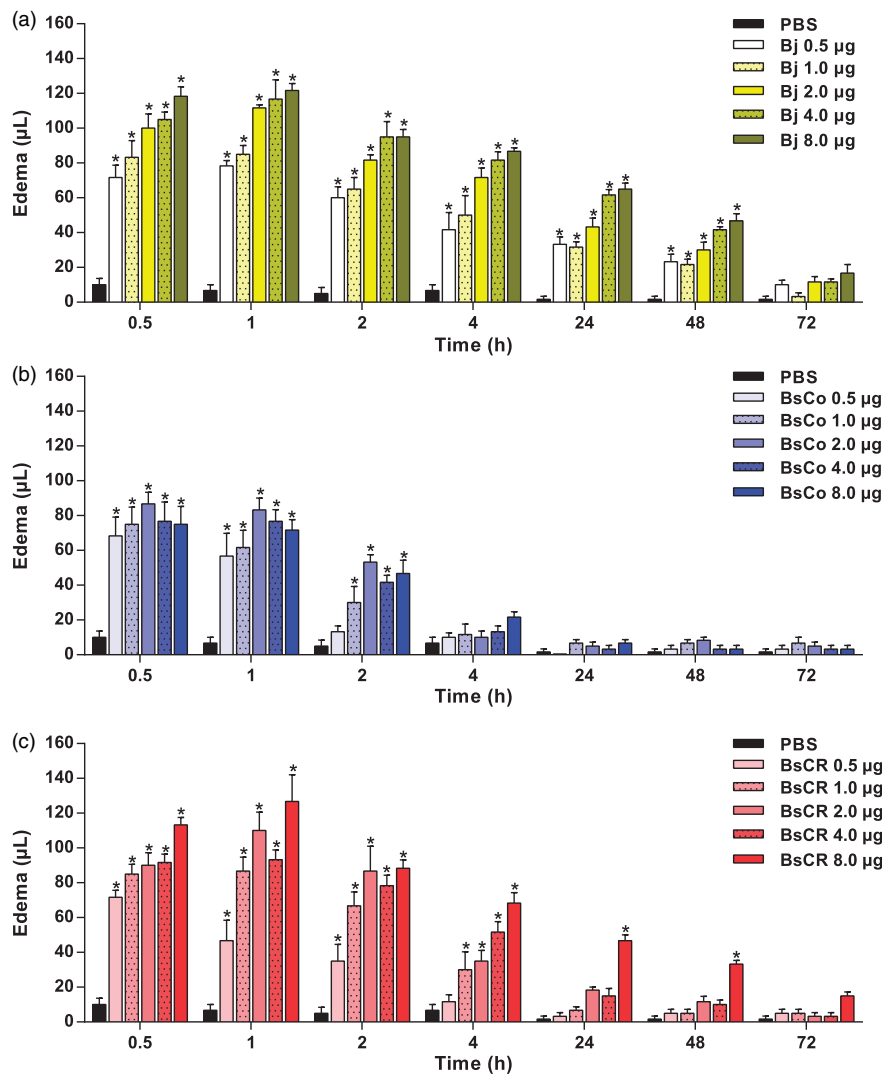 (a)
160
140
120
100
80
60
40
20
0
Edema (µL)
PBS
Bj 0.5 µg
Bj 1.0 µg
Bj 2.0 µg
Bj 4.0 µg
Bj 8.0 µg
* * * * *
* * * * *
* * * * *
* * * * *
* * * * *
* * * * *
0.5 1 2 4 24 48 72
Time (h)
(b)
160
140
120
100
80
60
40
20
0
Edema (µL)
PBS
BsCo 0.5 µg
BsCo 1.0 µg
BsCo 2.0 µg
BsCo 4.0 µg
BsCo 8.0 µg
* * * * *
* * * * *
* * * *
0.5 1 2 4 24 48 72
Time (h)
(c)
160
140
120
100
80
60
40
20
0
Edema (µL)
PBS
BsCR 0.5 µg
BsCR 1.0 µg
BsCR 2.0 µg
BsCR 4.0 µg
BsCR 8.0 µg
* * * * *
* * * * *
* * * * *
* * * *
*
*
0.5 1 2 4 24 48 72
Time (h)